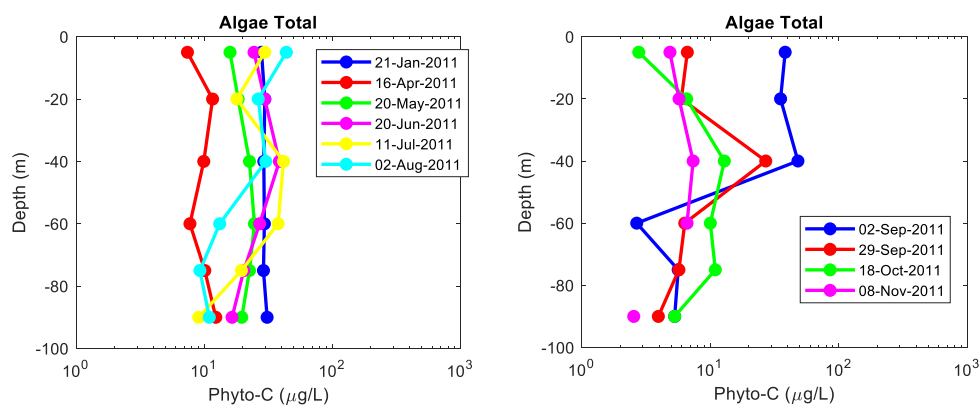 Algae Total
0
-20
-40
-60
-80
-100
Depth (m)
10^0
10^1
10^2
10^3
Phyto-C (μg/L)
21-Jan-2011
16-Apr-2011
20-May-2011
20-Jun-2011
11-Jul-2011
02-Aug-2011
Algae Total
0
-20
-40
-60
-80
-100
Depth (m)
10^0
10^1
10^2
10^3
Phyto-C (μg/L)
02-Sep-2011
29-Sep-2011
18-Oct-2011
08-Nov-2011